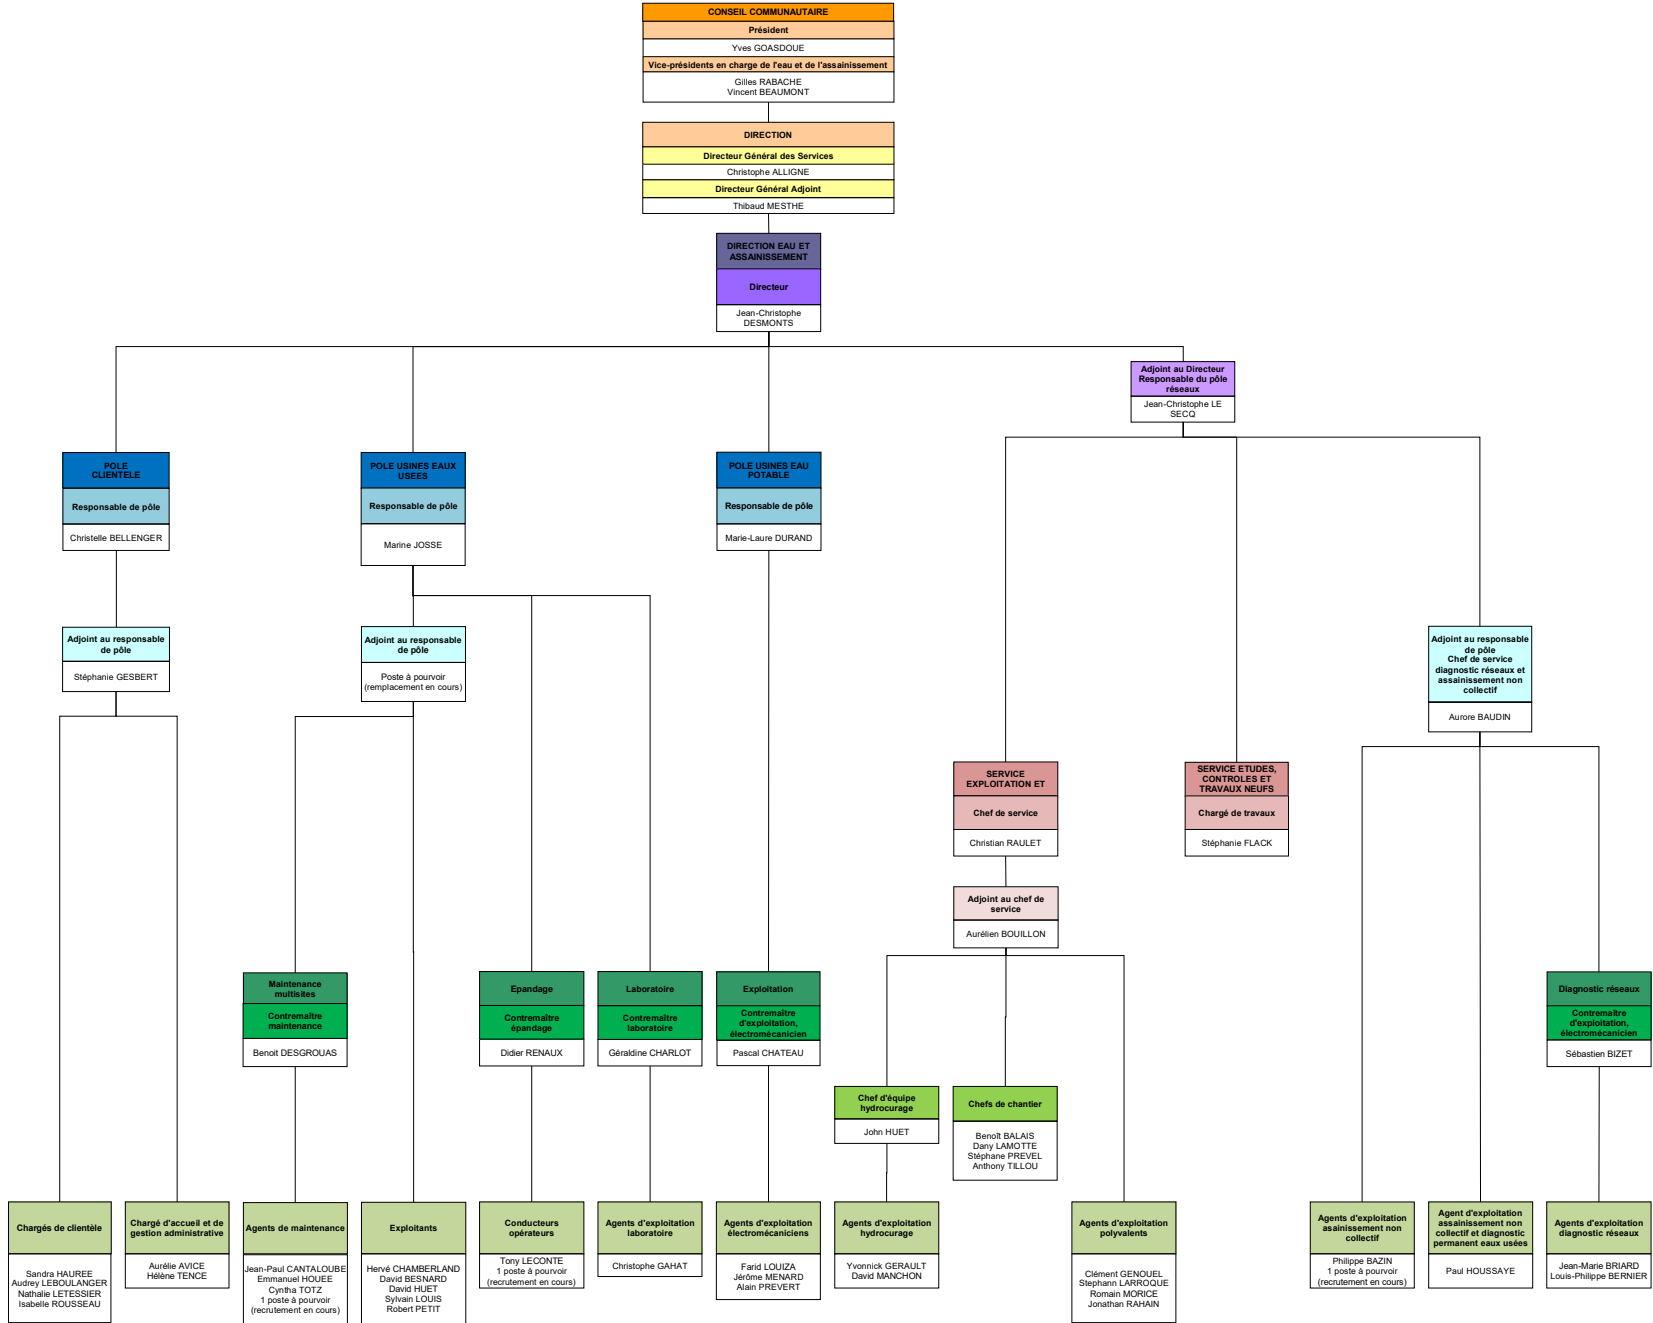 CONSEIL COMMUNAUTAIRE
Président
Yves GOASDOUE
Vice-présidents en charge de l'eau et de l'assainissement
Gilles RABACHE
Vincent BEAUMONT
DIRECTION
Directeur Général des Services
Christophe ALLIGNE
Directeur Général Adjoint
Thibaud MESTHE
DIRECTION EAU ET
ASSAINISSEMENT
Directeur
Jean-Christophe
DESMONTS
Adjoint au Directeur
Responsable du pôle
réseaux
Jean-Christophe LE
SECQ
POLE
CLIENTELE
Responsable de pôle
Christelle BELLENGER
POLE USINES EAUX
USEES
Responsable de pôle
Marine JOSSE
POLE USINES EAU
POTABLE
Responsable de pôle
Marie-Laure DURAND
Adjoint au responsable
de pôle
Stéphanie GESBERT
Adjoint au responsable
de pôle
Poste à pourvoir
(remplacement en cours)
Adjoint au responsable
de pôle
Chef de service
diagnostic réseaux et
assainissement non
collectif
Aurore BAUDIN
SERVICE
EXPLOITATION ET
Chef de service
Christian RAULET
SERVICE ETUDES,
CONTROLES ET
TRAVAUX NEUFS
Chargé de travaux
Stéphanie FLACK
Adjoint au chef de
service
Aurélien BOUILLON
Maintenance
multisites
Contremaître
maintenance
Benoit DESGROUAS
Epandage
Contremaître
épandage
Didier RENAUX
Laboratoire
Contremaître
laboratoire
Géraldine CHARLOT
Exploitation
Contremaître
d'exploitation,
électromécanicien
Pascal CHATEAU
Diagnostic réseaux
Contremaître
d'exploitation,
électromécanicien
Sébastien BIZET
Chef d'équipe
hydrocurage
John HUET
Chefs de chantier
Benoît BALAIS
Dany LAMOTTE
Stéphane PREVEL
Anthony TILLOU
Chargés de clientèle
Sandra HAUREE
Audrey LEBOULANGER
Nathalie LETESSIER
Isabelle ROUSSEAU
Chargé d'accueil et de
gestion administrative
Aurélie AVICE
Hélène TENCE
Agents de maintenance
Jean-Paul CANTALOUBE
Emmanuel HOUEE
Cyntha TOTZ
1 poste à pourvoir
(recrutement en cours)
Exploitants
Hervé CHAMBERLAND
David BESNARD
David HUET
Sylvain LOUIS
Robert PETIT
Conducteurs
opérateurs
Tony LECONTE
1 poste à pourvoir
(recrutement en cours)
Agents d'exploitation
laboratoire
Christophe GAHAT
Agents d'exploitation
électromécaniciens
Farid LOUIZA
Jérôme MENARD
Alain PREVERT
Agents d'exploitation
hydrocurage
Yvonnick GERAULT
David MANCHON
Agents d'exploitation
polyvalents
Clément GENOUEL
Stephann LARROQUE
Romain MORICE
Jonathan RAHAIN
Agents d'exploitation
asainissement non
collectif
Philippe BAZIN
1 poste à pourvoir
(recrutement en cours)
Agent d'exploitation
assainissement non
collectif et diagnostic
permanent eaux usées
Paul HOUSSAYE
Agents d'exploitation
diagnostic réseaux
Jean-Marie BRIARD
Louis-Philippe BERNIER